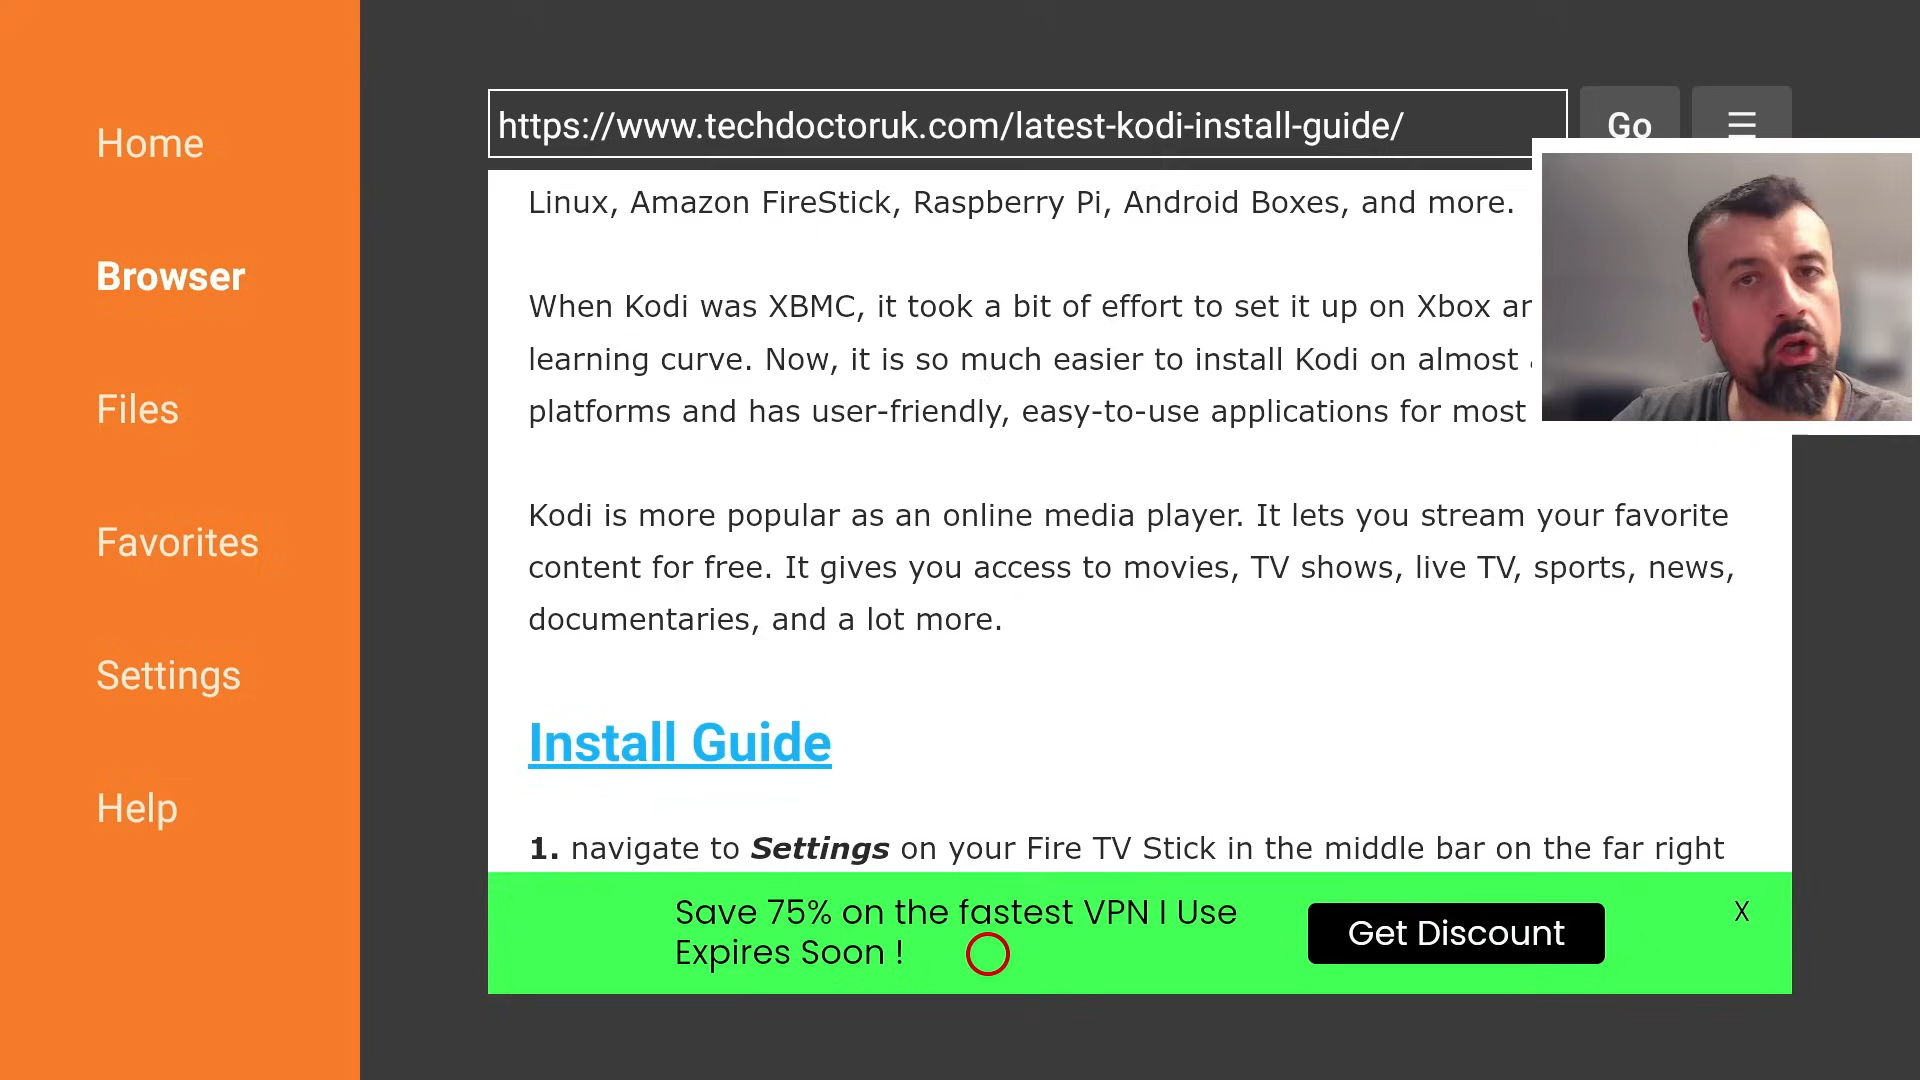 Home
Browser
Files
Favorites
Settings
Help
https://www.techdoctoruk.com/latest-kodi-install-guide/
Go
Linux, Amazon FireStick, Raspberry Pi, Android Boxes, and more.
When Kodi was XBMC, it took a bit of effort to set it up on Xbox
learning curve. Now, it is so much easier to install Kodi on almost
platforms and has user-friendly, easy-to-use applications for most
Kodi is more popular as an online media player. It lets you stream your favorite
content for free. It gives you access to movies, TV shows, live TV, sports, news,
documentaries, and a lot more.
Install Guide
1. navigate to Settings on your Fire TV Stick in the middle bar on the far right
Save 75% on the fastest VPN I Use
Expires Soon !
Get Discount
X